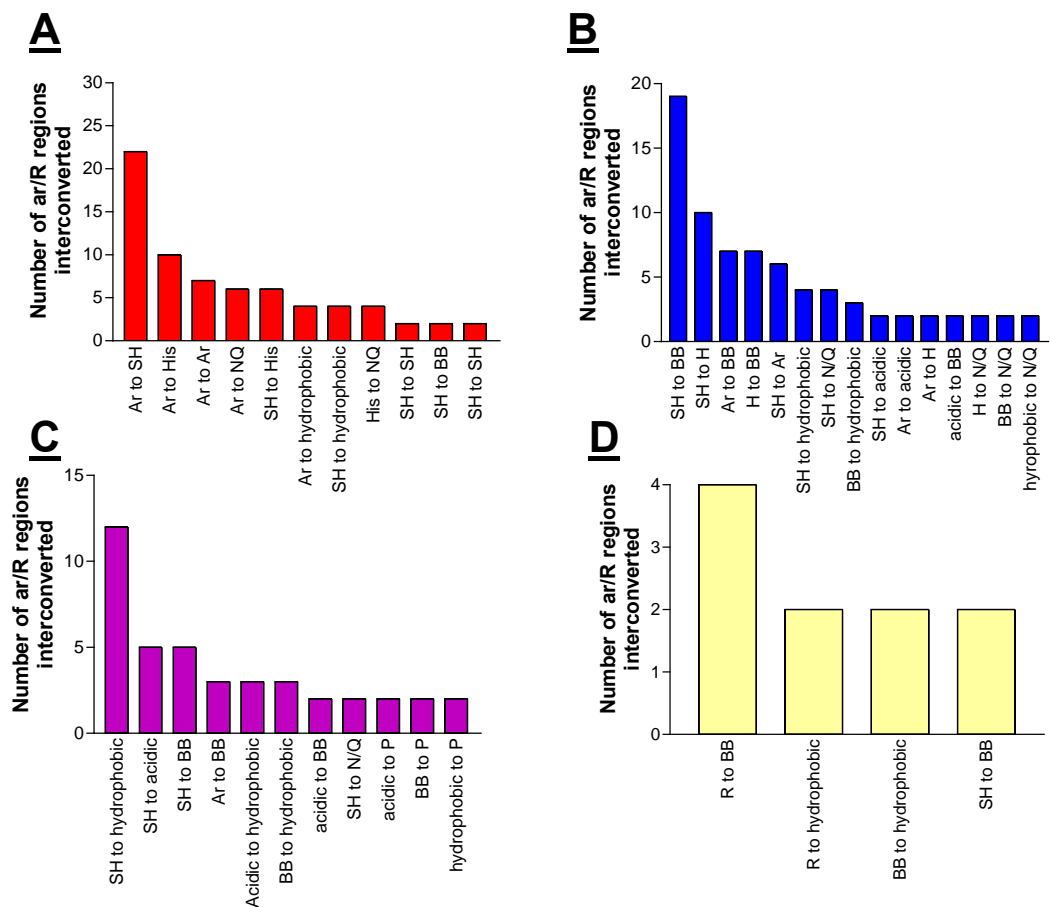 A
Number of ar/R regions
interconverted
30
25
20
15
10
5
0
Ar to SH
Ar to His
Ar to Ar
Ar to NQ
SH to His
Ar to hydrophobic
SH to hydrophobic
His to NQ
SH to SH
SH to BB
SH to SH
B
Number of ar/R regions
interconverted
20
15
10
5
0
SH to BB
SH to H
Ar to BB
H to BB
SH to Ar
SH to hydrophobic
SH to N/Q
BB to hydrophobic
SH to acidic
Ar to acidic
Ar to H
acidic to BB
H to N/Q
BB to N/Q
hyrophobic to N/Q
C
Number of ar/R regions
interconverted
15
10
5
0
SH to hydrophobic
SH to acidic
SH to BB
Ar to BB
Acidic to hydrophobic
BB to hydrophobic
acidic to BB
SH to N/Q
acidic to P
BB to P
hydrophobic to P
D
Number of ar/R regions
interconverted
4
3
2
1
0
R to BB
R to hydrophobic
BB to hydrophobic
SH to BB